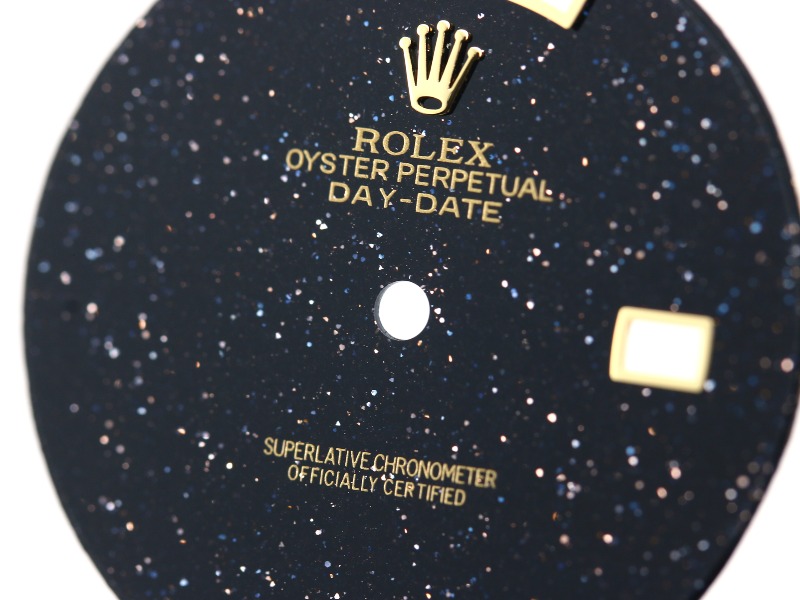 ROLEX
OYSTER PERPETUAL
DAY-DATE
SUPERLATIVE CHRONOMETER
OFFICIALLY CERTIFIED